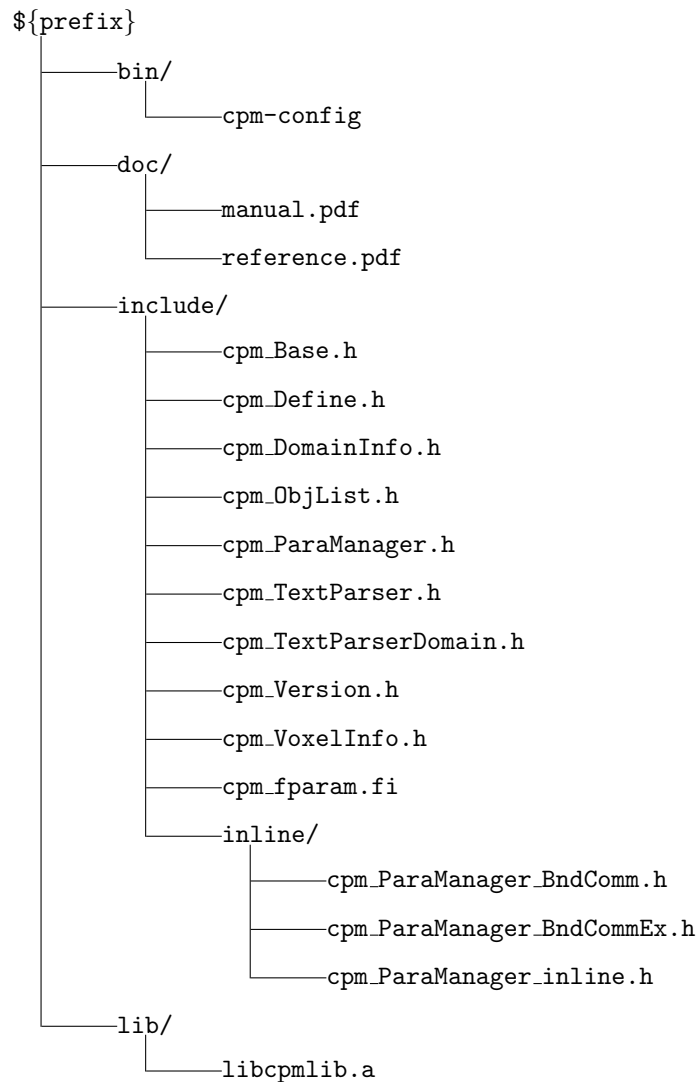 ${prefix}
bin/
cpm-config
doc/
manual.pdf
reference.pdf
include/
cpm_Base.h
cpm_Define.h
cpm_DomainInfo.h
cpm_ObjList.h
cpm_ParaManager.h
cpm_TextParser.h
cpm_TextParserDomain.h
cpm_Version.h
cpm_VoxelInfo.h
cpm_fparam.fi
inline/
cpm_ParaManager_BndComm.h
cpm_ParaManager_BndCommEx.h
cpm_ParaManager_inline.h
lib/
libcpmlib.a